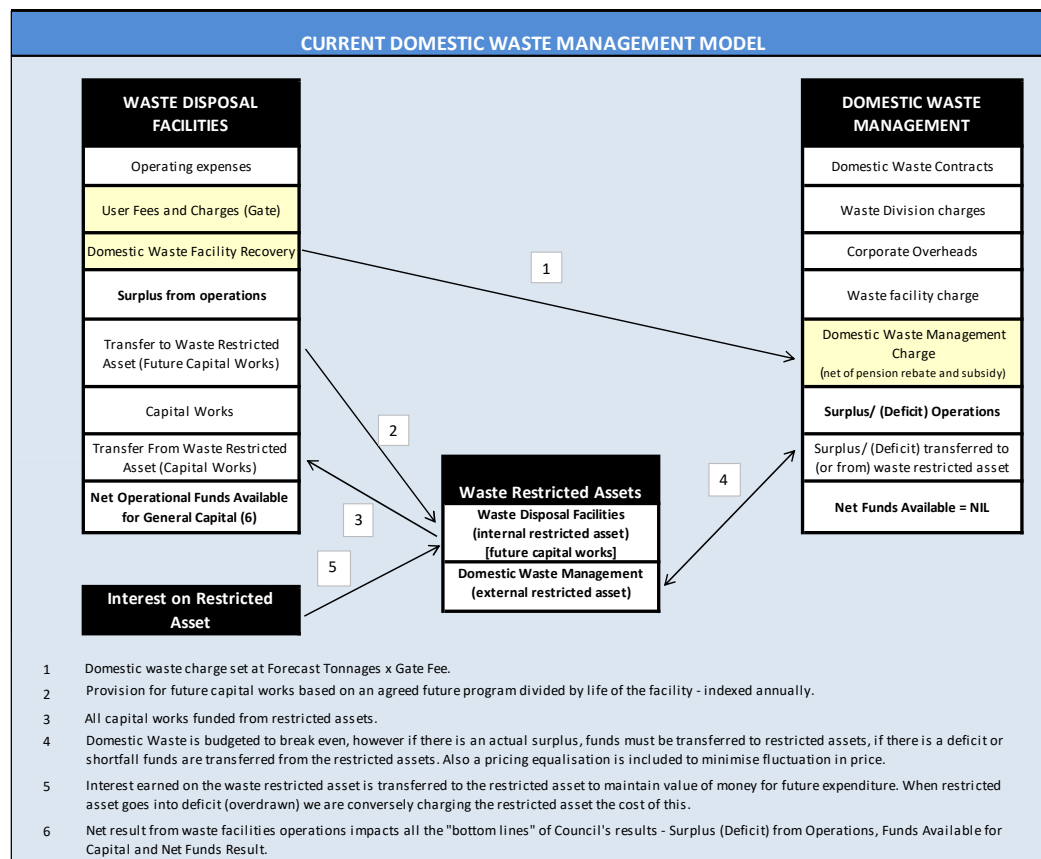 CURRENT DOMESTIC WASTE MANAGEMENT MODEL
WASTE DISPOSAL
FACILITIES
Operating expenses
User Fees and Charges (Gate)
Domestic Waste Facility Recovery
Surplus from operations
Transfer to Waste Restricted
Asset (Future Capital Works)
Capital Works
Transfer From Waste Restricted
Asset (Capital Works)
Net Operational Funds Available
for General Capital (6)
Interest on Restricted
Asset
1
2
3
5
4
Waste Restricted Assets
Waste Disposal Facilities
(internal restricted asset)
[future capital works]
Domestic Waste Management
(external restricted asset)
DOMESTIC WASTE
MANAGEMENT
Domestic Waste Contracts
Waste Division charges
Corporate Overheads
Waste facility charge
Domestic Waste Management
Charge
(net of pension rebate and subsidy)
Surplus/ (Deficit) Operations
Surplus/ (Deficit) transferred to
(or from) waste restricted asset
Net Funds Available = NIL
1 Domestic waste charge set at Forecast Tonnages x Gate Fee.
2 Provision for future capital works based on an agreed future program divided by life of the facility - indexed annually.
3 All capital works funded from restricted assets.
4 Domestic Waste is budgeted to break even, however if there is an actual surplus, funds must be transferred to restricted assets, if there is a deficit or
shortfall funds are transferred from the restricted assets. Also a pricing equalisation is included to minimise fluctuation in price.
5 Interest earned on the waste restricted asset is transferred to the restricted asset to maintain value of money for future expenditure. When restricted
asset goes into deficit (overdrawn) we are conversely charging the restricted asset the cost of this.
6 Net result from waste facilities operations impacts all the "bottom lines" of Council's results - Surplus (Deficit) from Operations, Funds Available for
Capital and Net Funds Result.